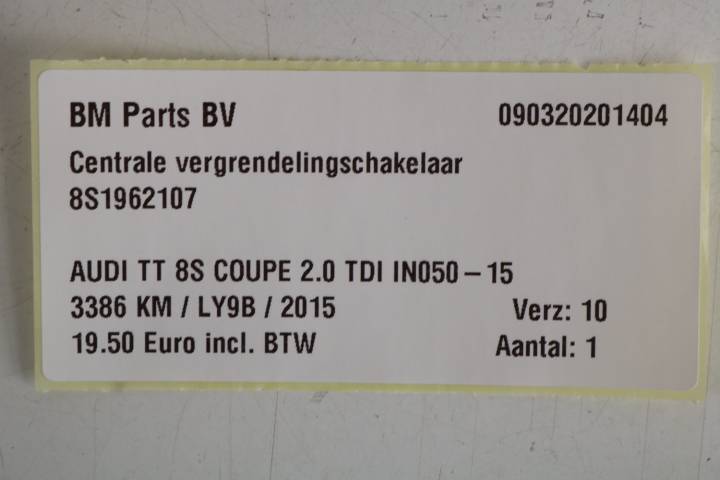 BM Parts BV 090320201404
Centrale vergrendelingschakelaar
8S1962107
AUDI TT 8S COUPE 2.0 TDI IN050 – 15
3386 KM / LY9B / 2015 Verz: 10
19.50 Euro incl. BTW Aantal: 1